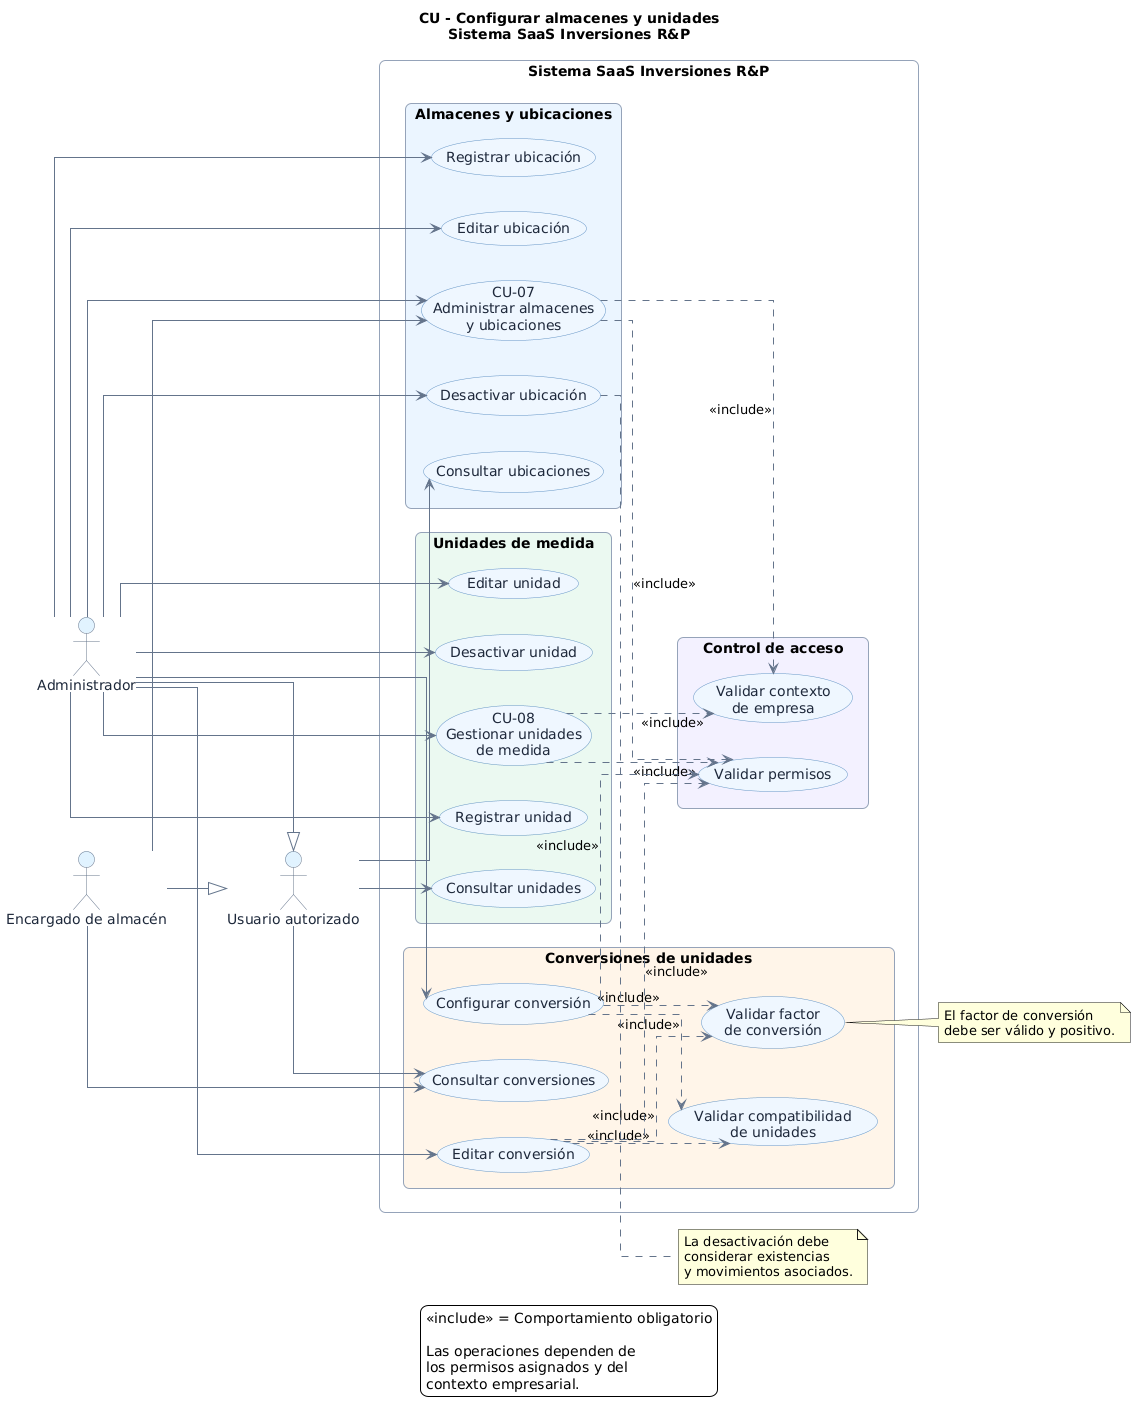 CU - Configurar almacenes y unidades
Sistema SaaS Inversiones R&P
Sistema SaaS Inversiones R&P
Almacenes y ubicaciones
Registrar ubicación
Editar ubicación
CU-07
Administrar almacenes
y ubicaciones
Desactivar ubicación
«include»
Consultar ubicaciones
Unidades de medida
Editar unidad
«include»
Desactivar unidad
Control de acceso
Administrador
Validar contexto
de empresa
CU-08
Gestionar unidades
de medida
«include»
«include»
Validar permisos
Registrar unidad
«include»
Consultar unidades
Encargado de almacén
Usuario autorizado
Conversiones de unidades
«include»
Configurar conversión
«include»
«include»
Validar factor
de conversión
El factor de conversión
debe ser válido y positivo.
Consultar conversiones
«include»
«include»
Validar compatibilidad
de unidades
Editar conversión
La desactivación debe
considerar existencias
y movimientos asociados.
«include» = Comportamiento obligatorio
Las operaciones dependen de
los permisos asignados y del
contexto empresarial.